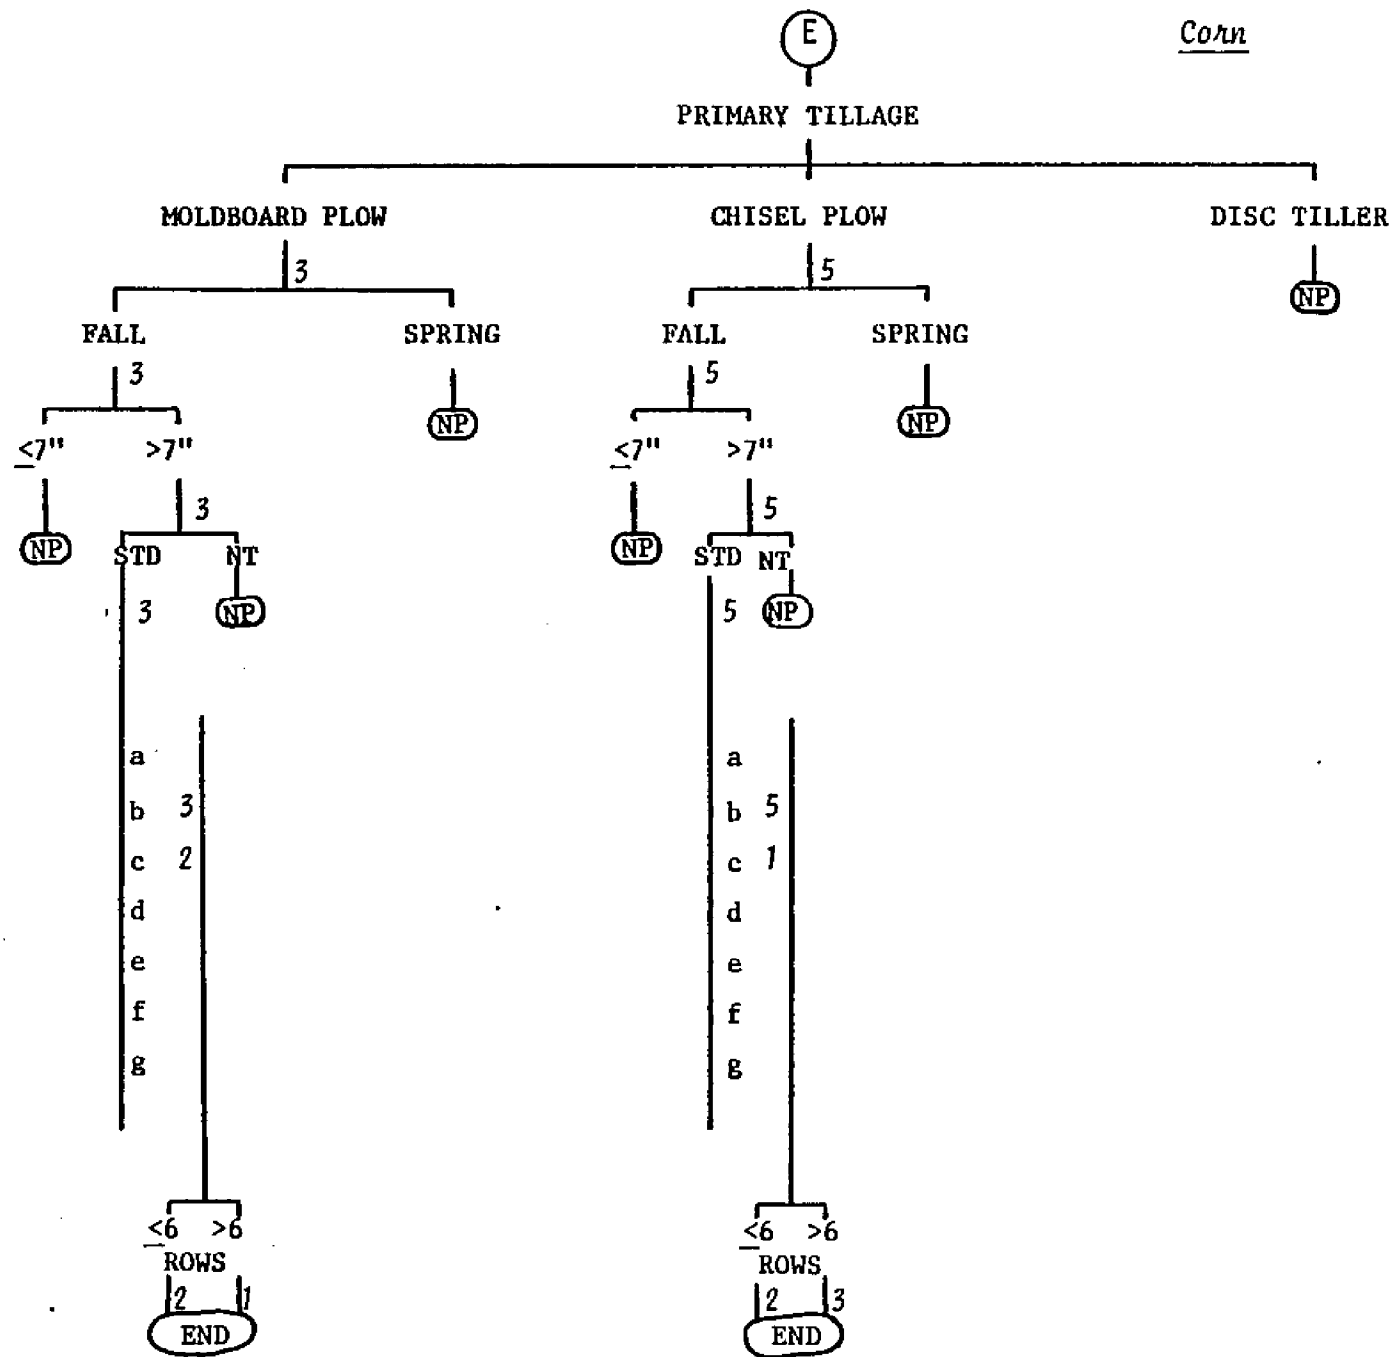 E
Corn
PRIMARY TILLAGE
MOLDBOARD PLOW CHISEL PLOW DISC TILLER
3 5
NP
FALL SPRING FALL SPRING
3 5
NP NP
≤7" >7" ≤7" >7"
3 5
NP STD NT NP STD NT
3 NP 5 NP
a a
b 3 b 5
c 2 c 1
d d
e e
f f
g g
≤6 >6 ≤6 >6
ROWS ROWS
2 1 2 3
END END